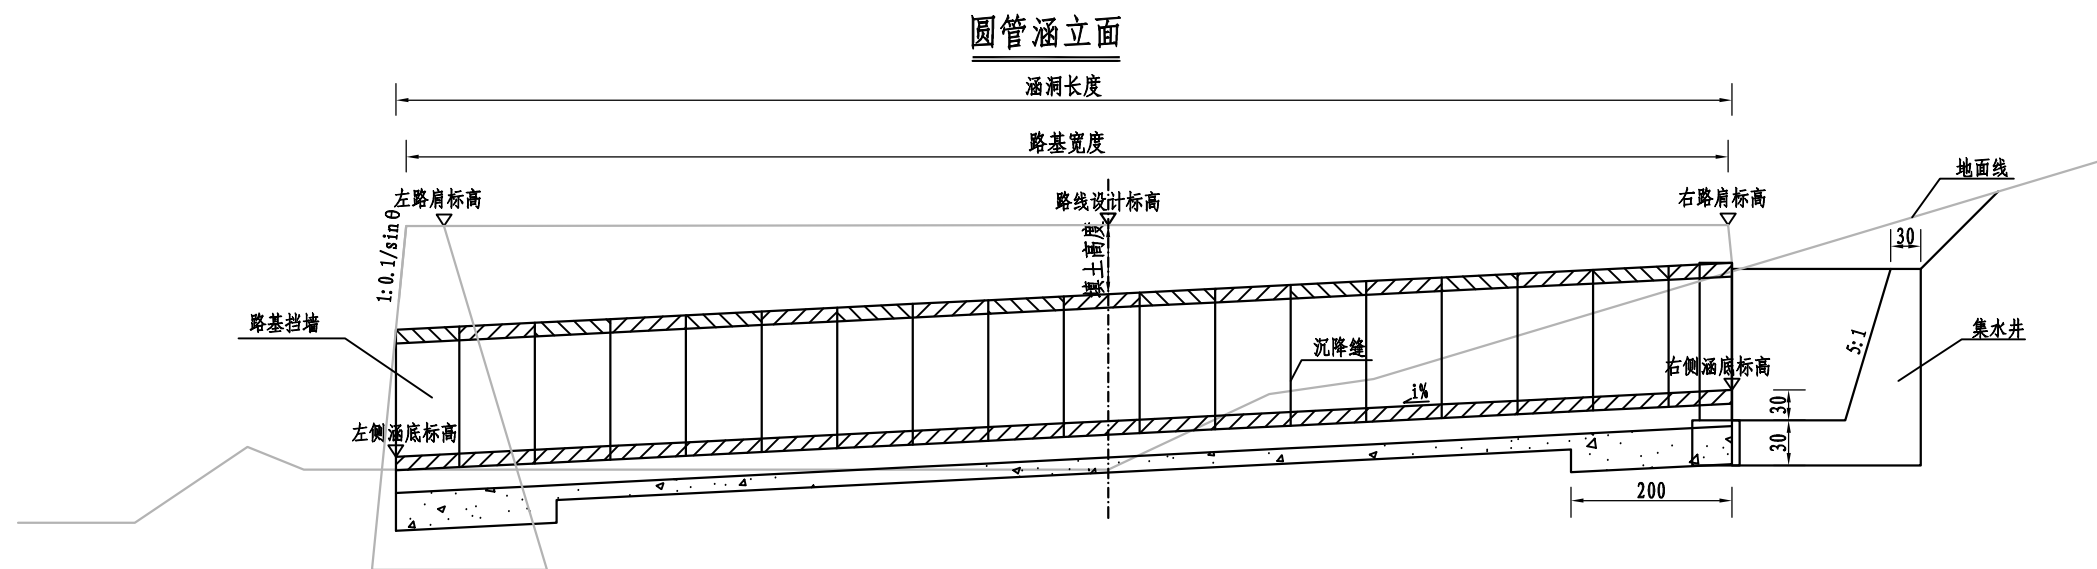 圆管涵立面
涵洞长度
路基宽度
左路肩标高
路线设计标高
右路肩标高
地面线
1:0.1/sinθ
填土高度
30
路基挡墙
沉降缝
5:1
集水井
右侧涵底标高
i%
30
左侧涵底标高
30
200